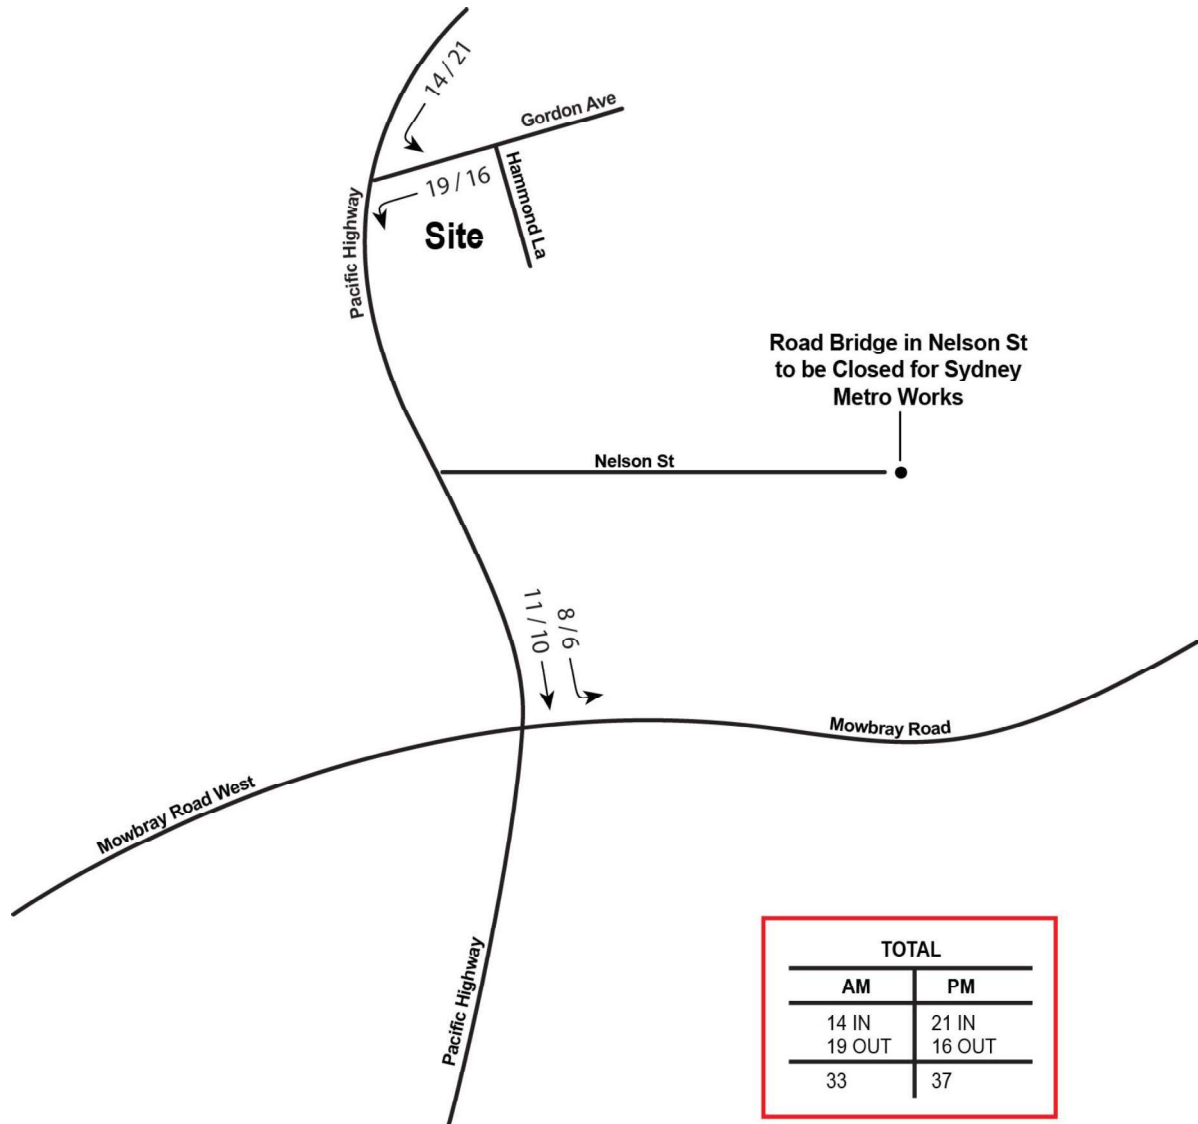 14 / 21
Gordon Ave
19 / 16
Hammond La
Site
Pacific Highway
Road Bridge in Nelson St
to be Closed for Sydney
Metro Works
Nelson St
11 / 10
8 / 6
Mowbray Road
Mowbray Road West
Pacific Highway
TOTAL
AM PM
14 IN 21 IN
19 OUT 16 OUT
33 37